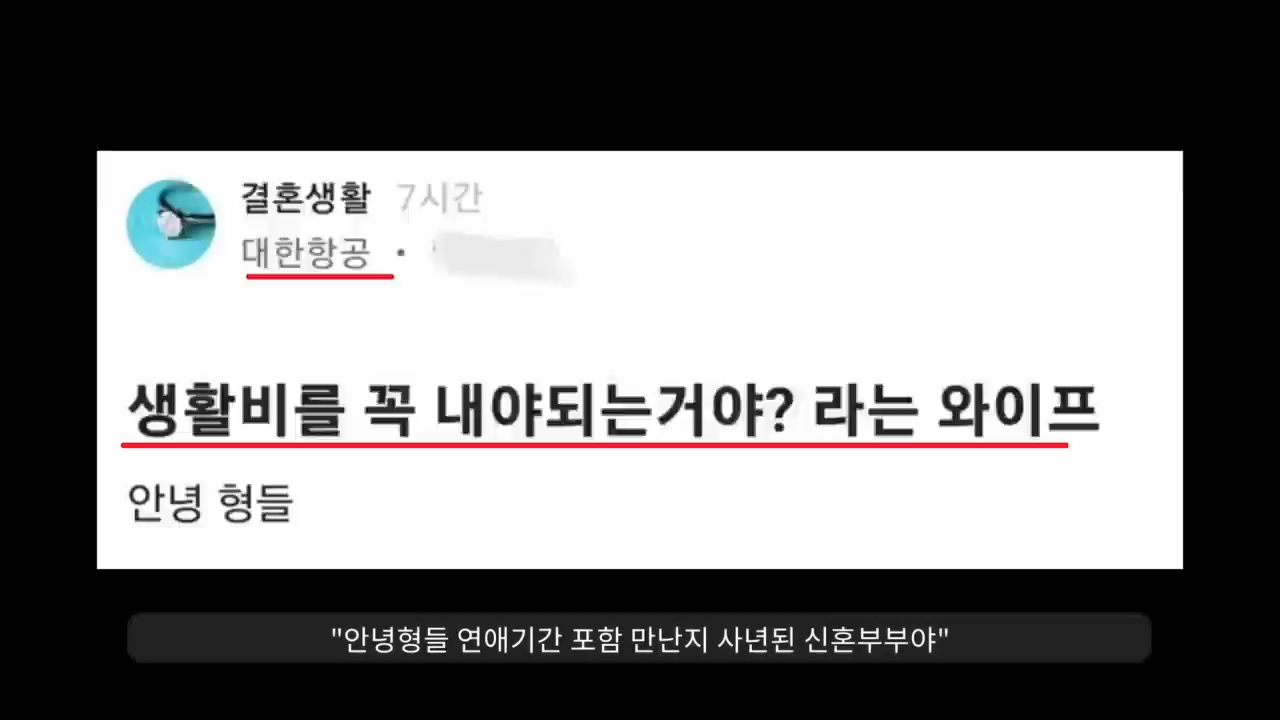 결혼생활 7시간
대한항공 ·
생활비를 꼭 내야되는거야? 라는 와이프
안녕 형들
"안녕형들 연애기간 포함 만난지 사년된 신혼부부야"